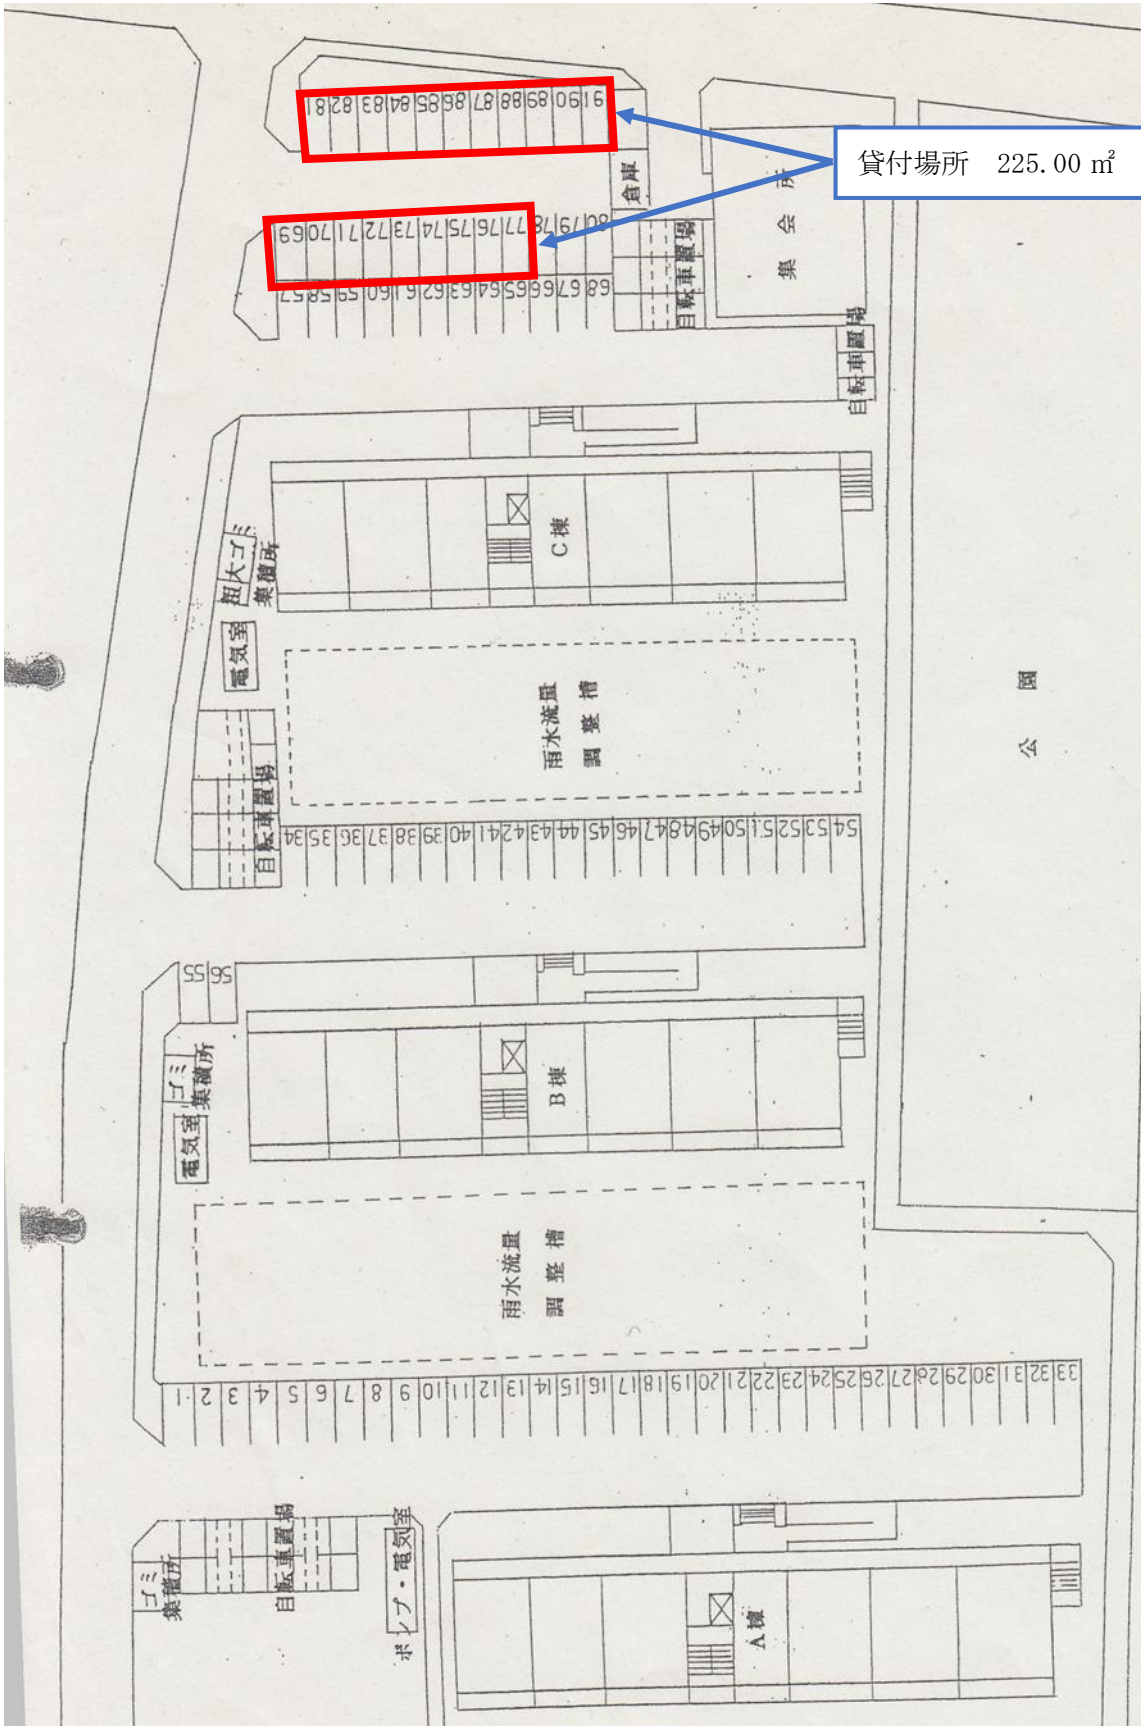 81 82 83 84 85 86 87 88 89 90 91
貸付場所　225.00 ㎡
倉庫
集会所
69 70 71 72 73 74 75 76 77 78 79 80
自転車置場
57 58 59 60 61 62 63 64 65 66 67 68
自転車置場
C棟
粗大ゴミ
集積所
電気室
雨水流量
調整槽
公園
自転車置場
34 35 36 37 38 39 40 41 42 43 44 45 46 47 48 49 50 51 52 53 54
55 56
ゴミ
集積所
電気室
B棟
雨水流量
調整槽
1 2 3 4 5 6 7 8 9 10 11 12 13 14 15 16 17 18 19 20 21 22 23 24 25 26 27 28 29 30 31 32 33
ゴミ
集積所
自転車置場
ポンプ・電気室
A棟